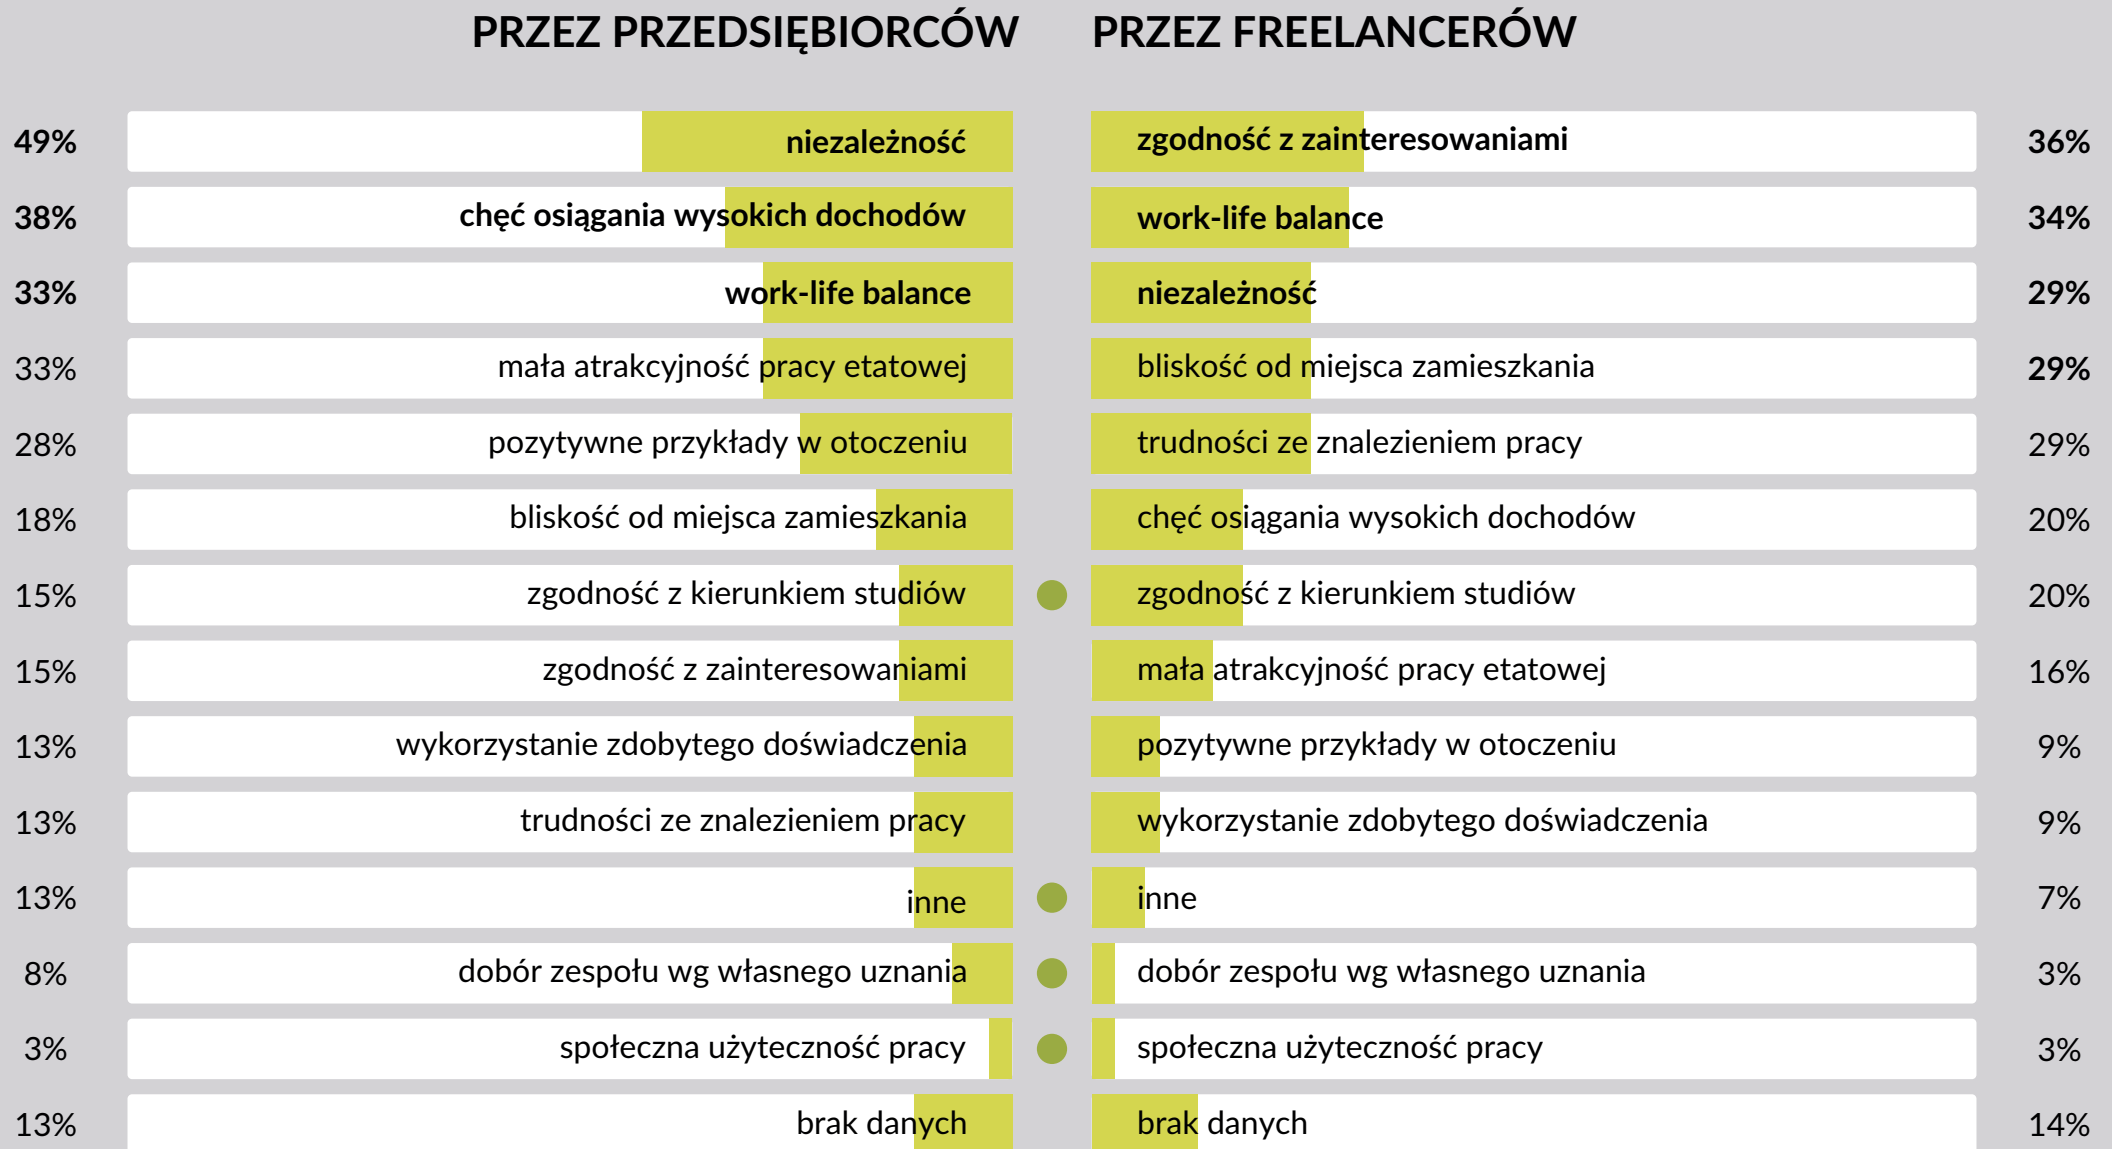 PRZEZ PRZEDSIĘBIORCÓW PRZEZ FREELANCERÓW
49% niezależność zgodność z zainteresowaniami 36%
38% chęć osiągania wysokich dochodów work-life balance 34%
33% work-life balance niezależność 29%
33% mała atrakcyjność pracy etatowej bliskość od miejsca zamieszkania 29%
28% pozytywne przykłady w otoczeniu trudności ze znalezieniem pracy 29%
18% bliskość od miejsca zamieszkania chęć osiągania wysokich dochodów 20%
15% zgodność z kierunkiem studiów zgodność z kierunkiem studiów 20%
15% zgodność z zainteresowaniami mała atrakcyjność pracy etatowej 16%
13% wykorzystanie zdobytego doświadczenia pozytywne przykłady w otoczeniu 9%
13% trudności ze znalezieniem pracy wykorzystanie zdobytego doświadczenia 9%
13% inne inne 7%
8% dobór zespołu wg własnego uznania dobór zespołu wg własnego uznania 3%
3% społeczna użyteczność pracy społeczna użyteczność pracy 3%
13% brak danych brak danych 14%